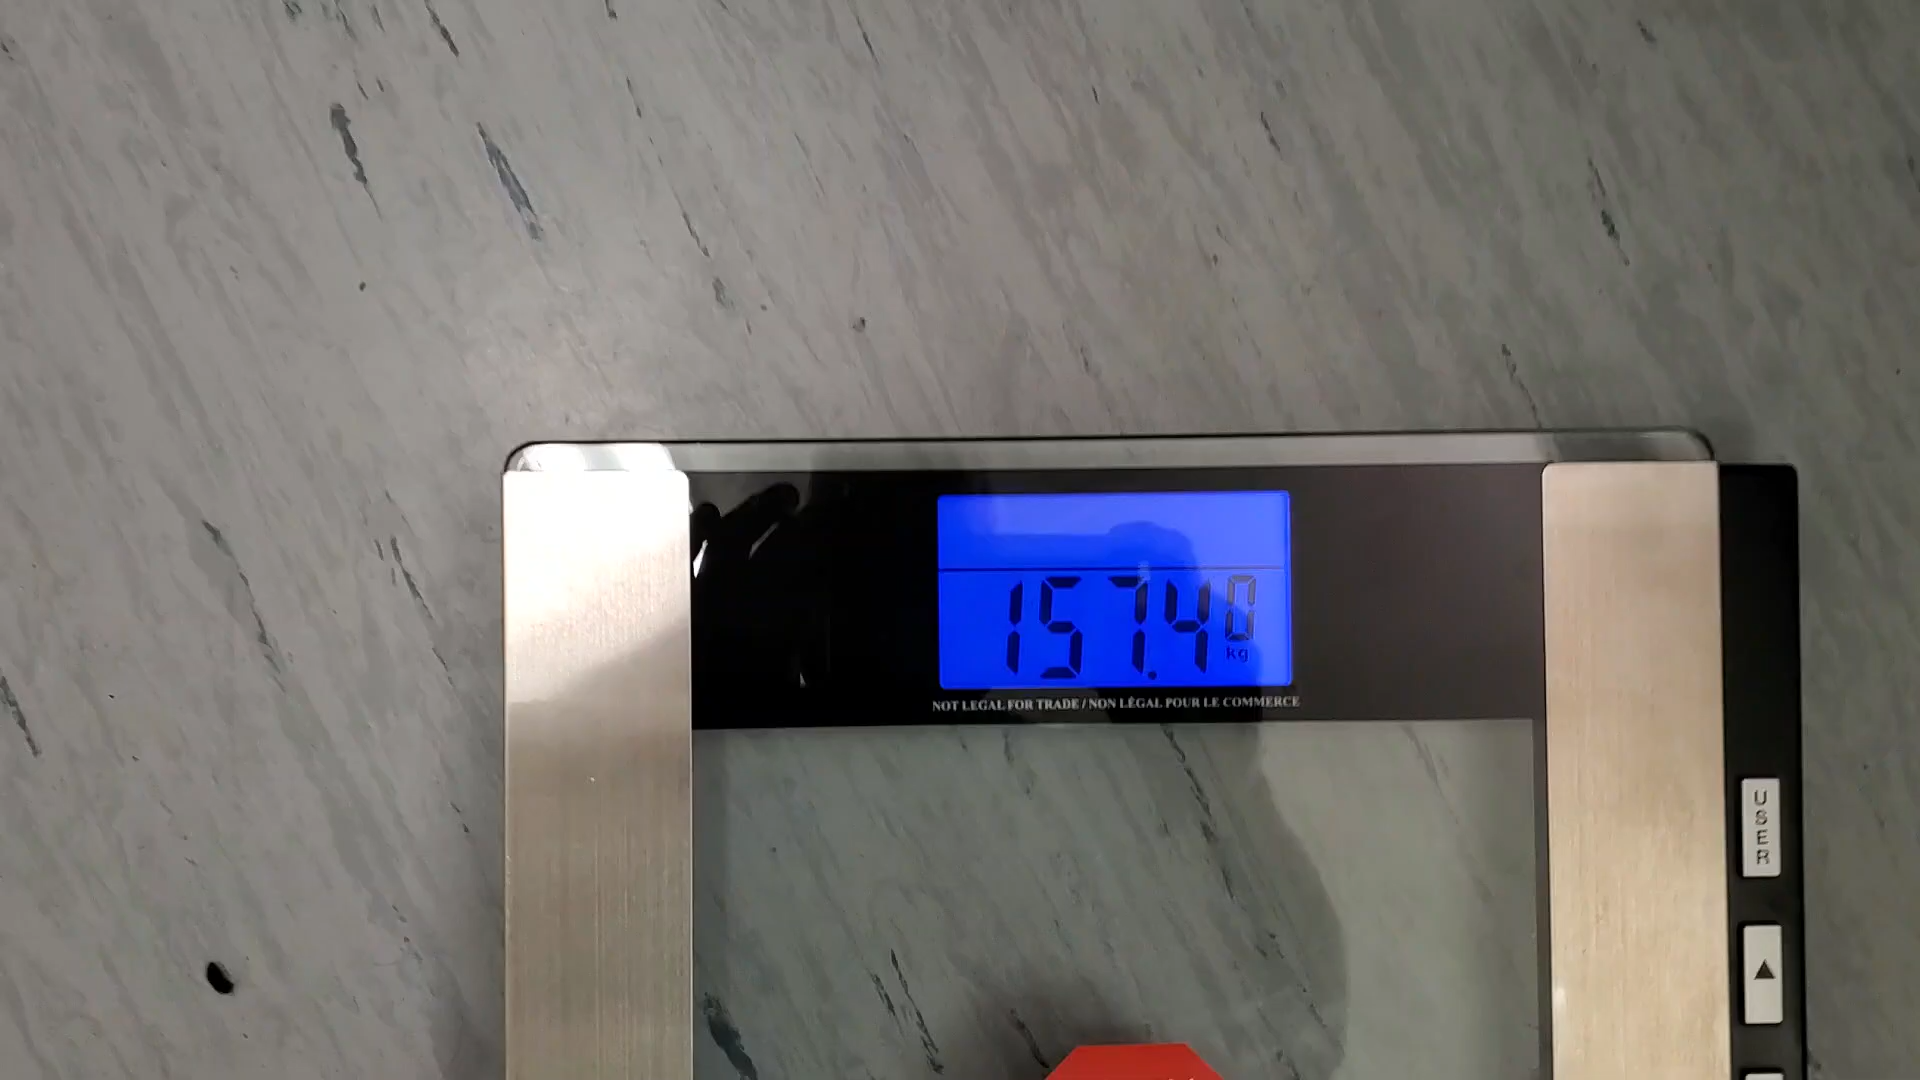 157.40
kg
NOT LEGAL FOR TRADE / NON LÉGAL POUR LE COMMERCE
USER
▲